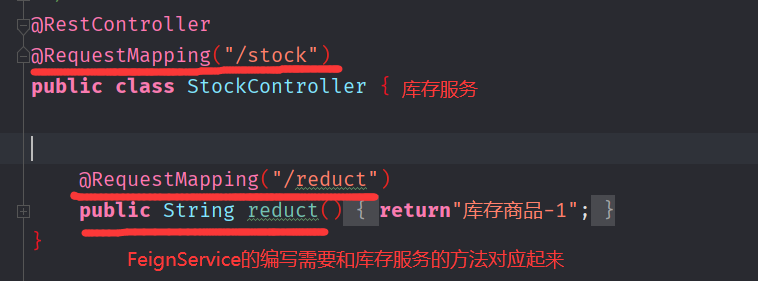 @RestController
@RequestMapping("/stock")
public class StockController { 库存服务
@RequestMapping("/reduct")
public String reduct() { return"库存商品-1"; }
}
FeignService的编写需要和库存服务的方法对应起来